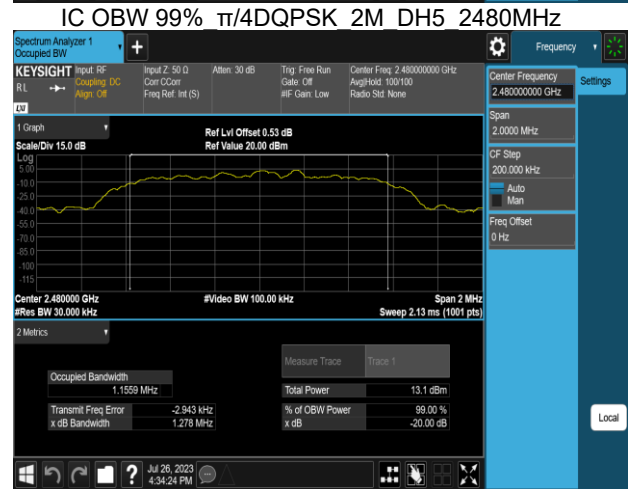 IC OBW 99%_π/4DQPSK_2M_DH5_2480MHz
Spectrum Analyzer 1
Occupied BW
+
Frequency
KEYSIGHT
RL
LXI
Input: RF
Coupling: DC
Align: Off
Input Z: 50 Ω
Corr CCorr
Freq Ref: Int (S)
Atten: 30 dB
Trig: Free Run
Gate: Off
#IF Gain: Low
Center Freq: 2.480000000 GHz
Avg|Hold: 100/100
Radio Std: None
Center Frequency
2.480000000 GHz
Settings
Span
2.0000 MHz
CF Step
200.000 kHz
Auto
Man
Freq Offset
0 Hz
Local
1 Graph
Scale/Div 15.0 dB
Ref Lvl Offset 0.53 dB
Ref Value 20.00 dBm
Log
5.00
-10.0
-25.0
-40.0
-55.0
-70.0
-85.0
-100
-115
Center 2.480000 GHz
#Res BW 30.000 kHz
#Video BW 100.00 kHz
Span 2 MHz
Sweep 2.13 ms (1001 pts)
2 Metrics
Measure Trace
Trace 1
Occupied Bandwidth
1.1559 MHz
Total Power
13.1 dBm
Transmit Freq Error
-2.943 kHz
% of OBW Power
99.00 %
x dB Bandwidth
1.278 MHz
x dB
-20.00 dB
?
Jul 26, 2023
4:34:24 PM